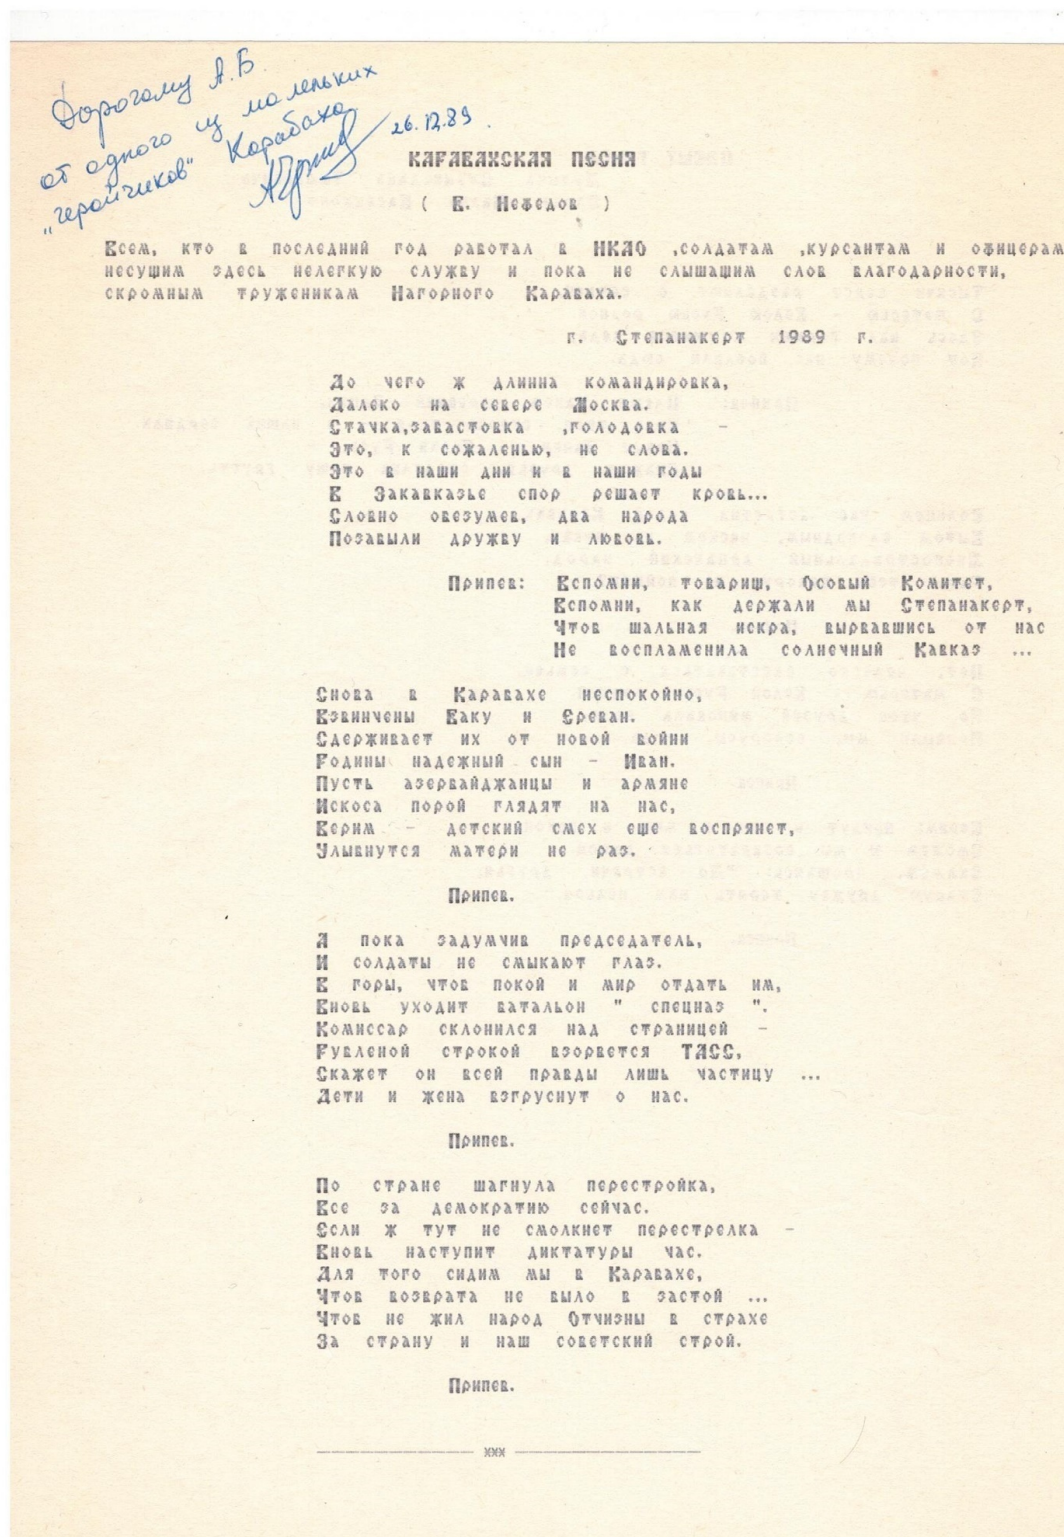 Дорогому А.Б
от одного из маленьких
"геройчиков" Карабаха
26.12.89.
КАРАБАХСКАЯ ПЕСНЯ
( В. Нефедов )
Всем, кто в последний год работал в НКАО ,солдатам ,курсантам и офицерам
несущим здесь нелегкую службу и пока не слышащим слов благодарности,
скромным труженикам Нагорного Карабаха.
г. Степанакерт 1989 г.
До чего ж длинна командировка,
Далеко на севере Москва.
Стачка,забастовка ,голодовка -
Это, к сожаленью, не слова.
Это в наши дни и в наши годы
В Закавказье спор решает кровь...
Словно обезумев, два народа
Позабыли дружбу и любовь.
Припев: Вспомни, товарищ, Особый Комитет,
Вспомни, как держали мы Степанакерт,
Чтоб шальная искра, вырвавшись от нас
Не воспламенила солнечный Кавказ ...
Снова в Карабахе неспокойно,
Взвинчены Баку и Ереван.
Сдерживает их от новой войни
Родины надежный сын - Иван.
Пусть азербайджанцы и армяне
Искоса порой глядят на нас,
Верим - детский смех еще воспрянет,
Улыбнутся матери не раз.
Припев.
А пока задумчив председатель,
И солдаты не смыкают глаз.
В горы, чтоб покой и мир отдать им,
Вновь уходит батальон " спецназ ".
Комиссар склонился над страницей -
Рубленой строкой взорвется ТАСС,
Скажет он всей правды лишь частицу ...
Дети и жена взгруснут о нас.
Припев.
По стране шагнула перестройка,
Все за демократию сейчас.
Если ж тут не смолкнет перестрелка -
Вновь наступит диктатуры час.
Для того сидим мы в Карабахе,
Чтоб возврата не было в застой ...
Чтоб не жил народ Отчизны в страхе
За страну и наш советский строй.
Припев.
xxx